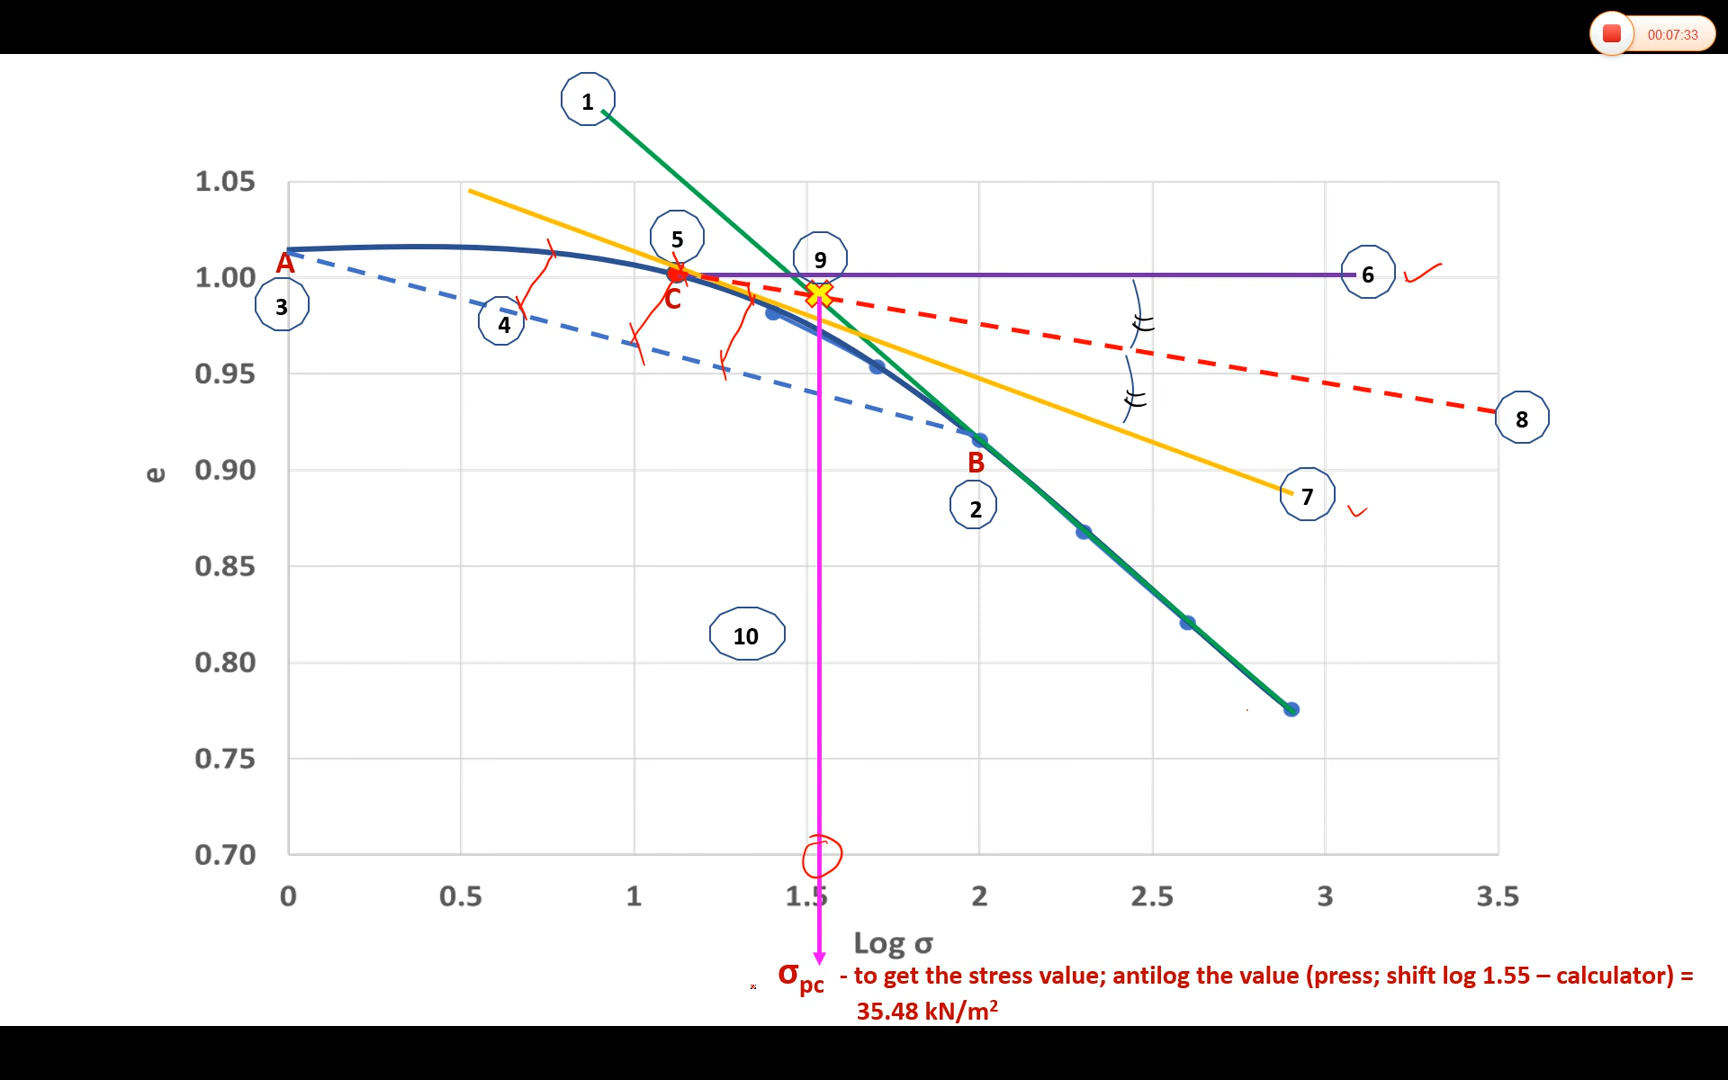 00:07:33
1
1.05
5
9
A
1.00
6
C
3
4
0.95
8
e
0.90
B
7
2
0.85
10
0.80
0.75
0.70
0 0.5 1 1.5 2 2.5 3 3.5
Log σ
σpc - to get the stress value; antilog the value (press; shift log 1.55 – calculator) =
35.48 kN/m²